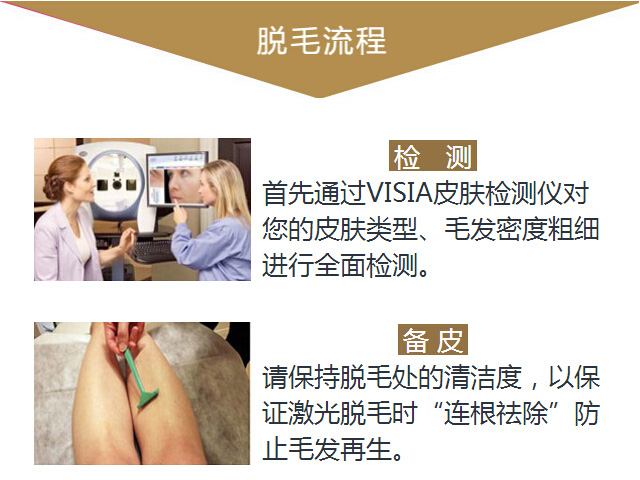 脱毛流程
检 测
首先通过VISIA皮肤检测仪对
您的皮肤类型、毛发密度粗细
进行全面检测。
备皮
请保持脱毛处的清洁度，以保
证激光脱毛时“连根祛除”防
止毛发再生。